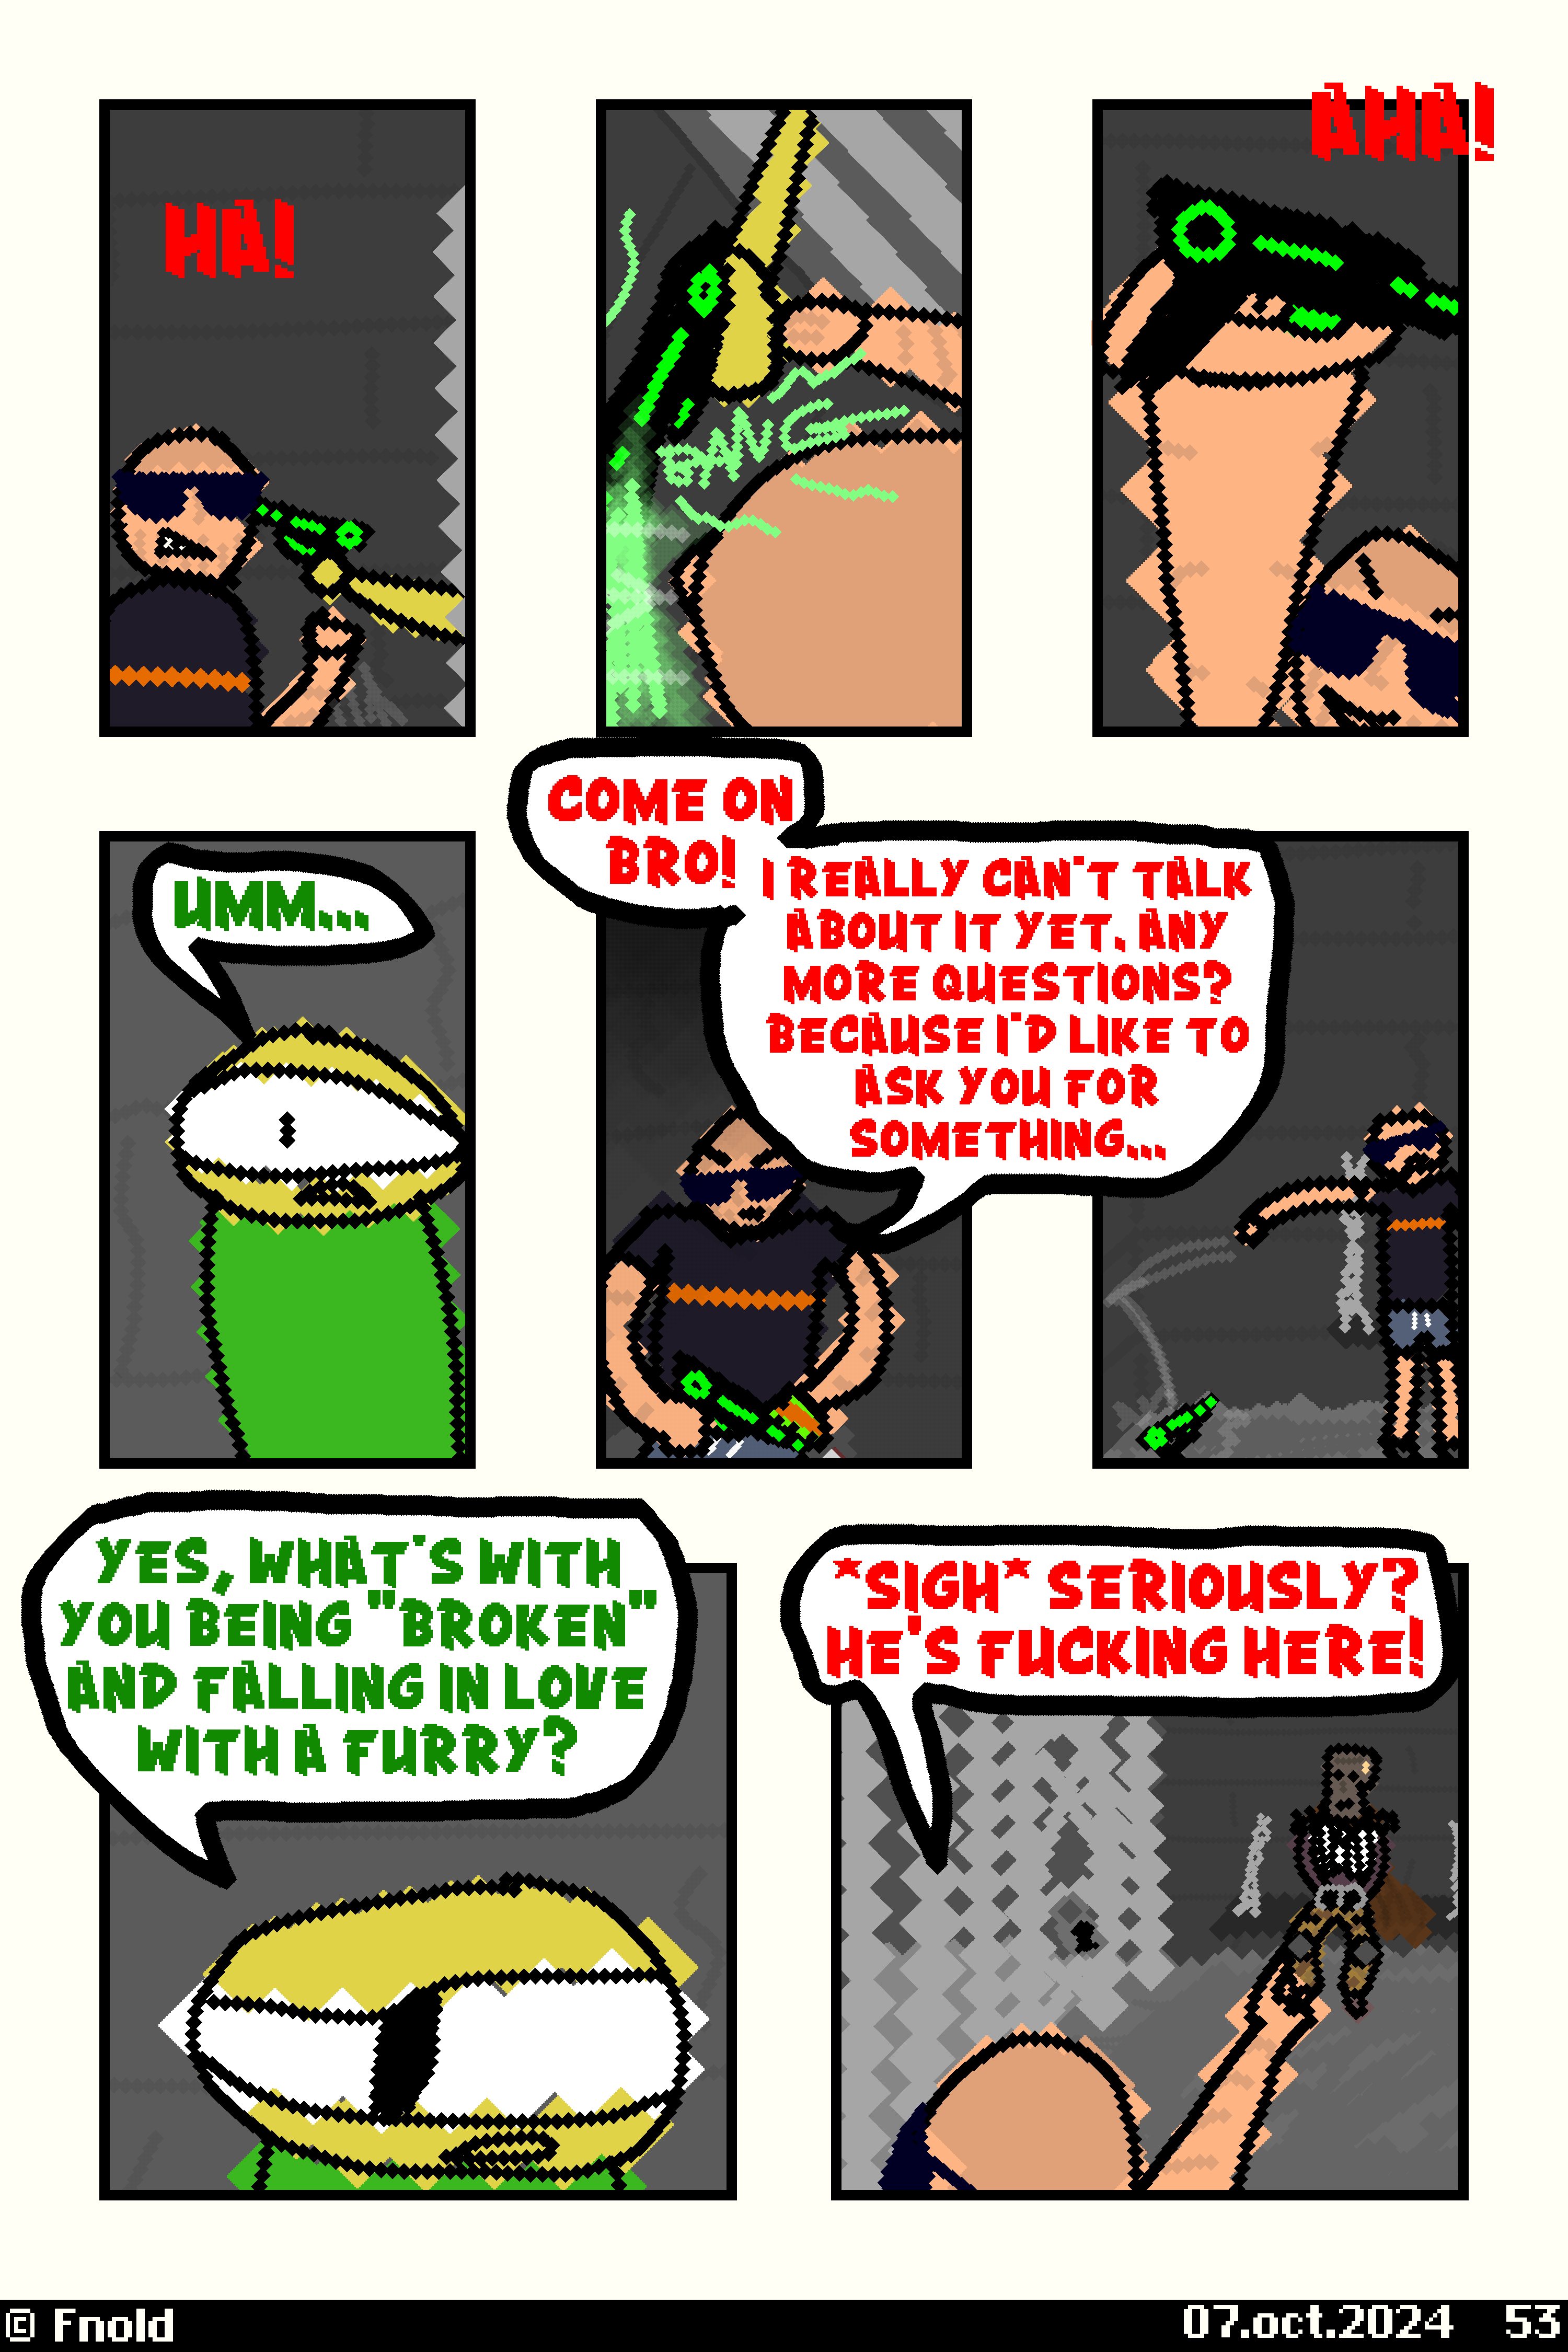 HA!
BANG
AHA!
UMM...
COME ON
BRO!
I REALLY CAN'T TALK
ABOUT IT YET. ANY
MORE QUESTIONS?
BECAUSE I'D LIKE TO
ASK YOU FOR
SOMETHING...
YES, WHAT'S WITH
YOU BEING "BROKEN"
AND FALLING IN LOVE
WITH A FURRY?
*SIGH* SERIOUSLY?
HE'S FUCKING HERE!
© Fnold
07.oct.2024 53